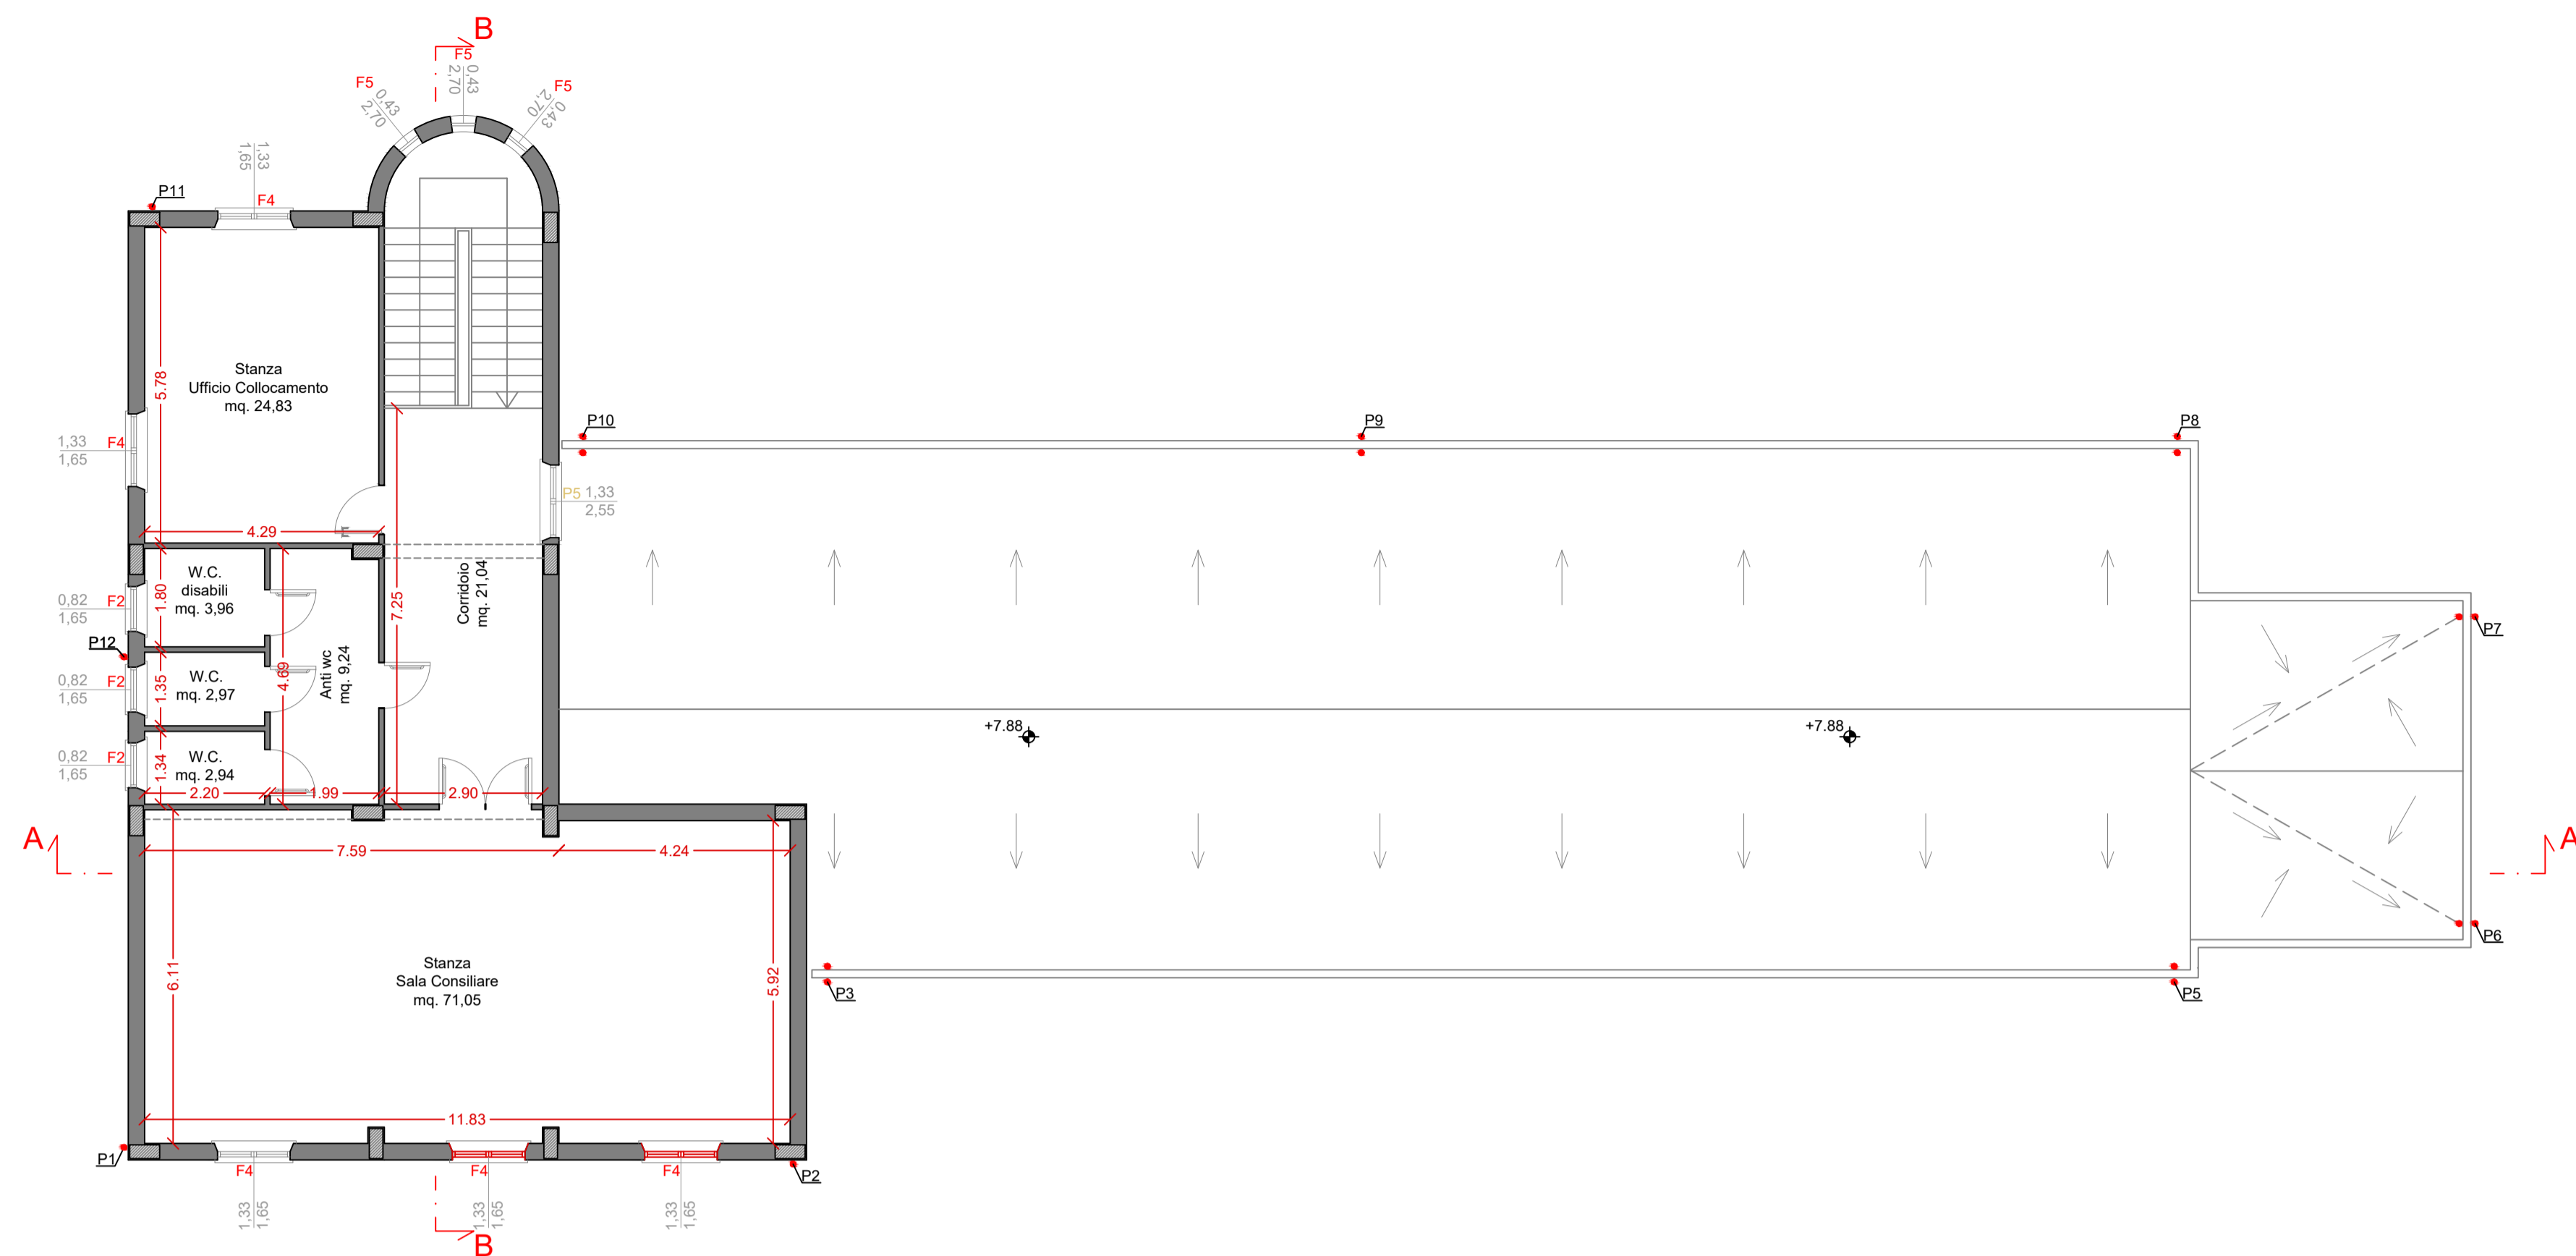 B
F5
0,43
2,70
F5
0,43
2,70
F5
0,43
2,70
1,33
1,65
F4
P11
5.78
Stanza
Ufficio Collocamento
mq. 24,83
1,33
1,65
F4
4.29
P10
P9
P8
P5
1,33
2,55
W.C.
disabili
mq. 3,96
1.80
0,82
1,65
F2
P12
W.C.
mq. 2,97
1.35
0,82
1,65
F2
W.C.
mq. 2,94
1.34
0,82
1,65
F2
4.69
Anti wc
mq. 9,24
7.25
Corridoio
mq. 21,04
2.20
1.99
2.90
+7.88
+7.88
P7
P6
A
A
7.59
4.24
6.11
5.92
Stanza
Sala Consiliare
mq. 71,05
P3
P5
11.83
P1
P2
F4
F4
F4
1,33
1,65
1,33
1,65
1,33
1,65
B